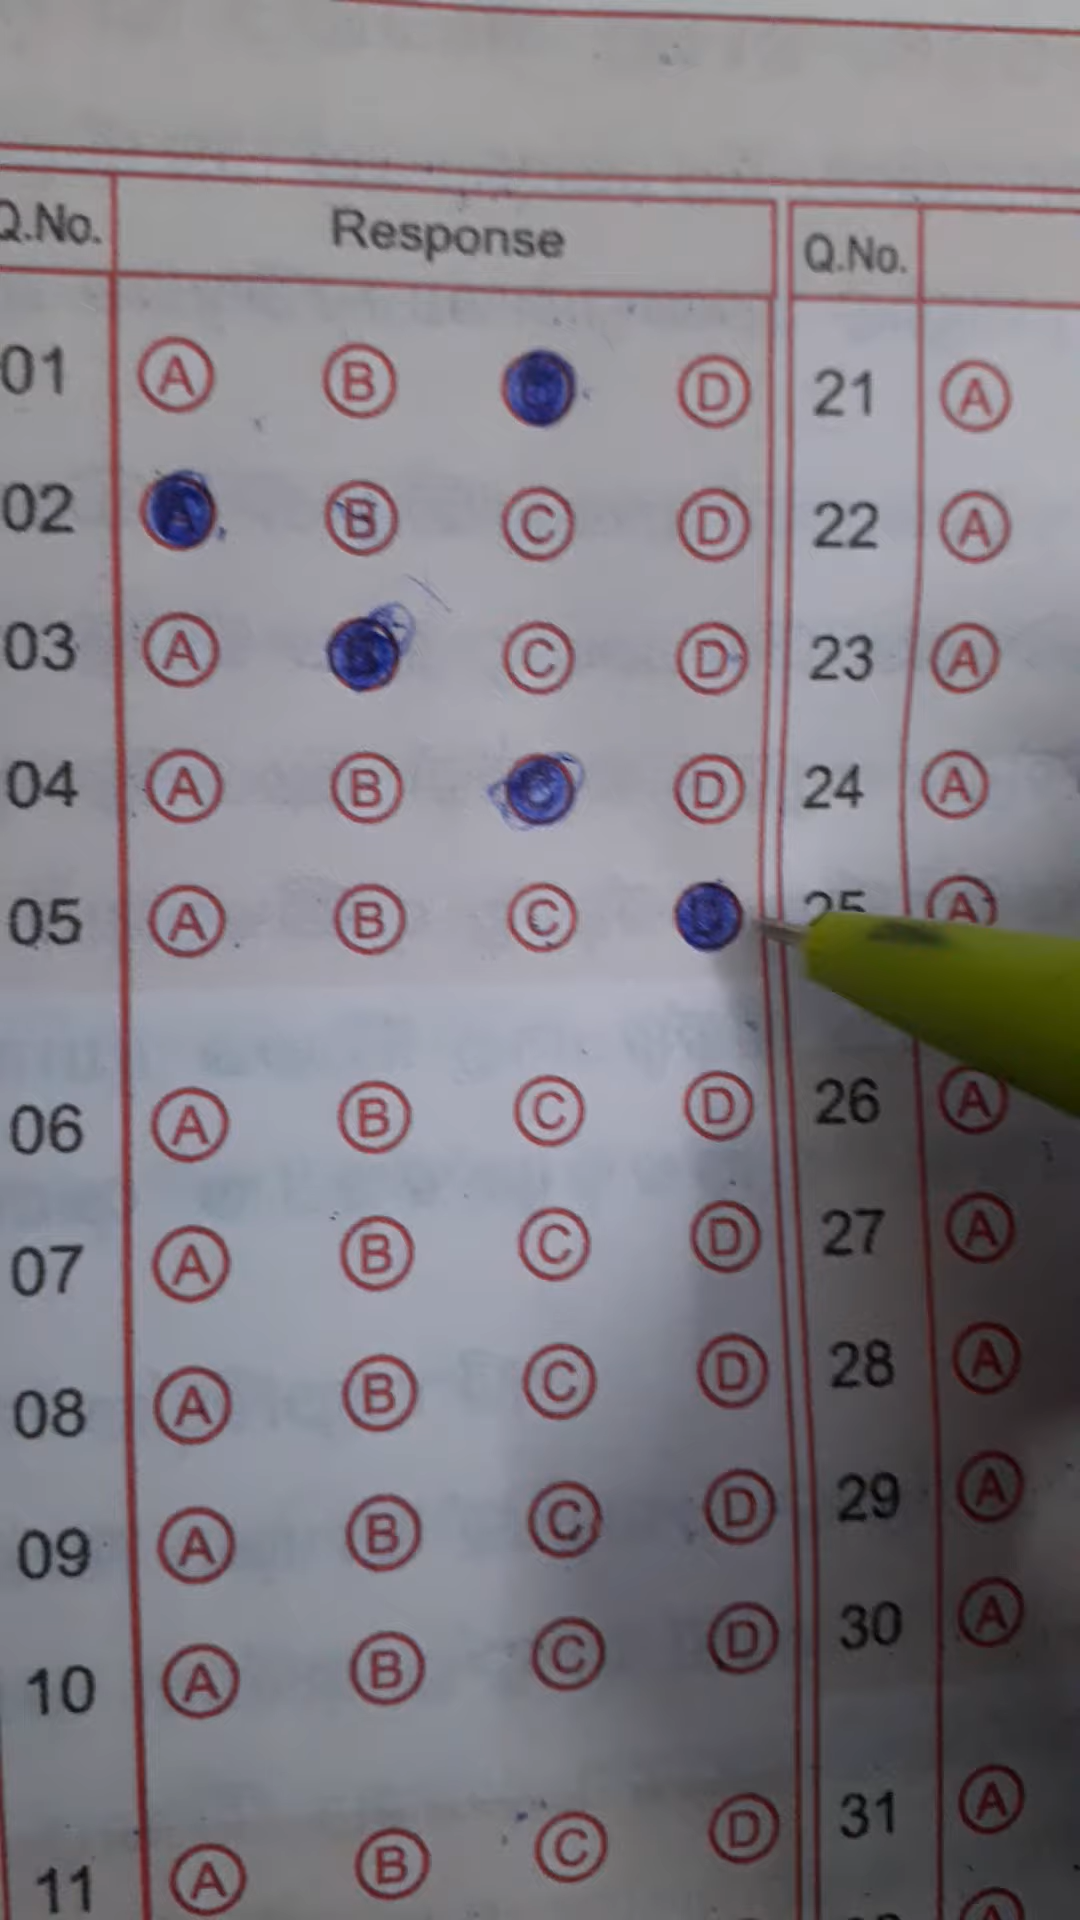 Q.No. Response Q.No.
01 A B D 21 A
02 A B C D 22 A
03 A B C D 23 A
04 A B C D 24 A
05 A B C D 25 A
06 A B C D 26 A
07 A B C D 27 A
08 A B C D 28 A
09 A B C D 29 A
10 A B C D 30 A
11 A B C D 31 A